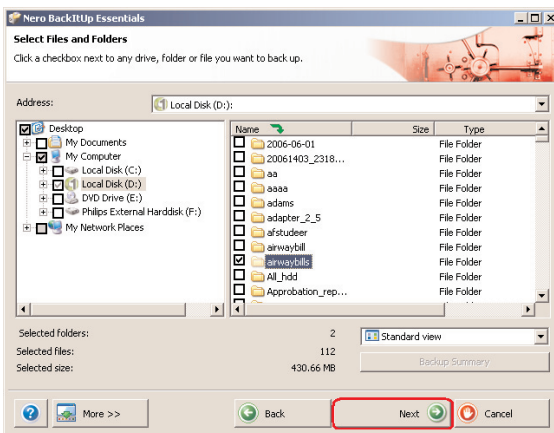 Nero BackItUp Essentials
Select Files and Folders
Click a checkbox next to any drive, folder or file you want to back up.
Address:
Local Disk (D:):
Desktop
My Documents
My Computer
Local Disk (C:)
Local Disk (D:)
DVD Drive (E:)
Philips External Harddisk (F:)
My Network Places
Name Size Type
2006-06-01 File Folder
20061403_2318... File Folder
aa File Folder
aaaa File Folder
adams File Folder
adapter_2_5 File Folder
afstudeer File Folder
airwaybill File Folder
airwaybills File Folder
All_hdd File Folder
Approbation_rep... File Folder
Selected folders: 2
Selected files: 112
Selected size: 430.66 MB
Standard view
Backup Summary
More >>
Back
Next
Cancel